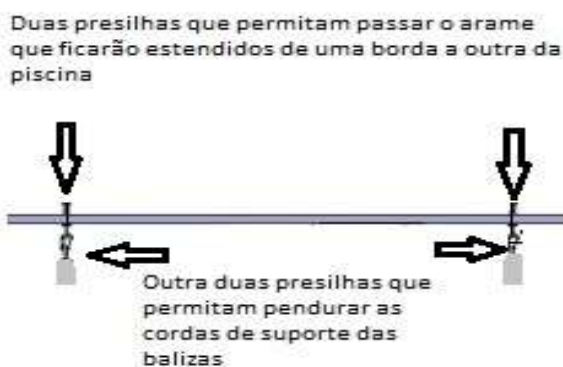 Duas presilhas que permitam passar o arame
que ficarão estendidos de uma borda a outra da
piscina
Outra duas presilhas que
permitam pendurar as
cordas de suporte das
balizas